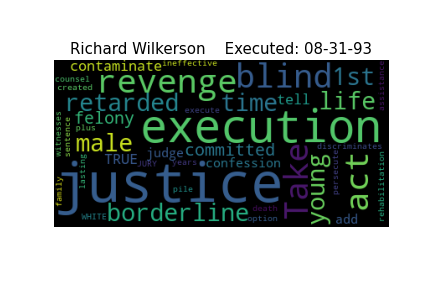 Richard Wilkerson    Executed: 08-31-93
contaminate ineffective
counsel revenge blind 1st assistance
created retarded time tell life
witnesses sentence plus felony execute execution
male TRUE judge committed discriminates
JURY years confession
family lasting justice pile Take young persecute act rehabilitation
WHITE borderline death option add